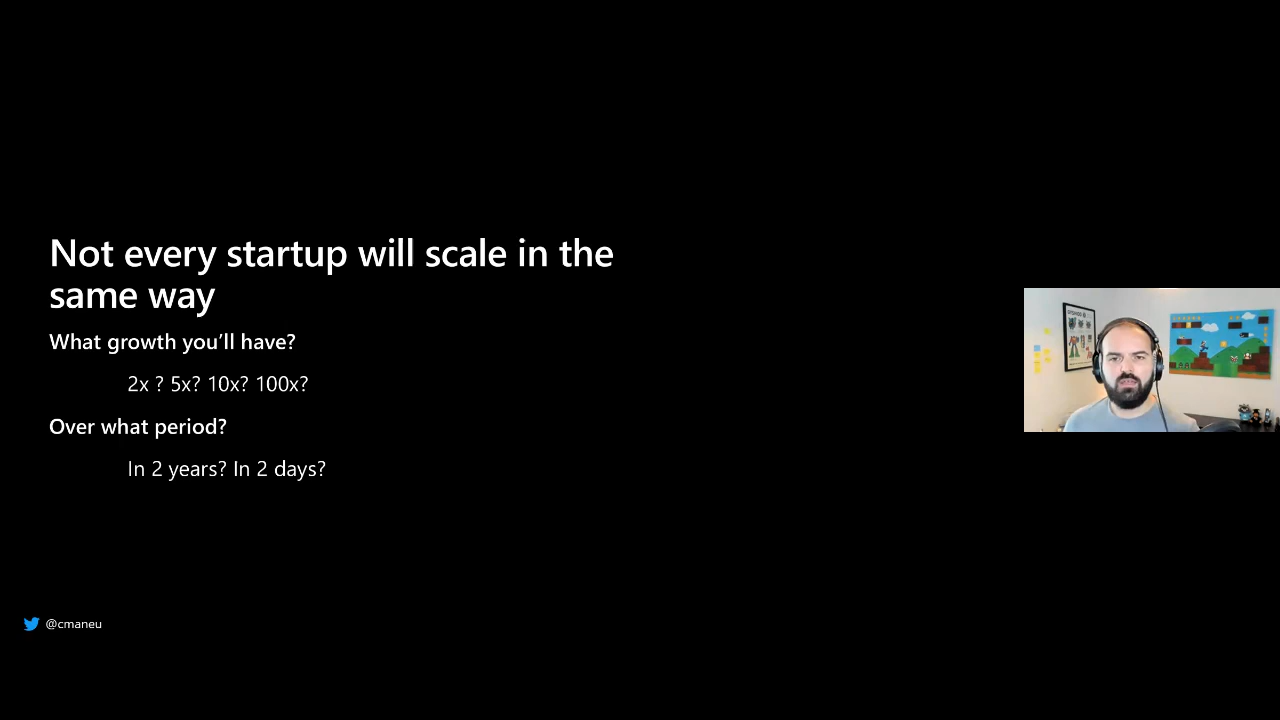 Not every startup will scale in the
same way
What growth you'll have?
2x ? 5x? 10x? 100x?
Over what period?
In 2 years? In 2 days?
@cmaneu